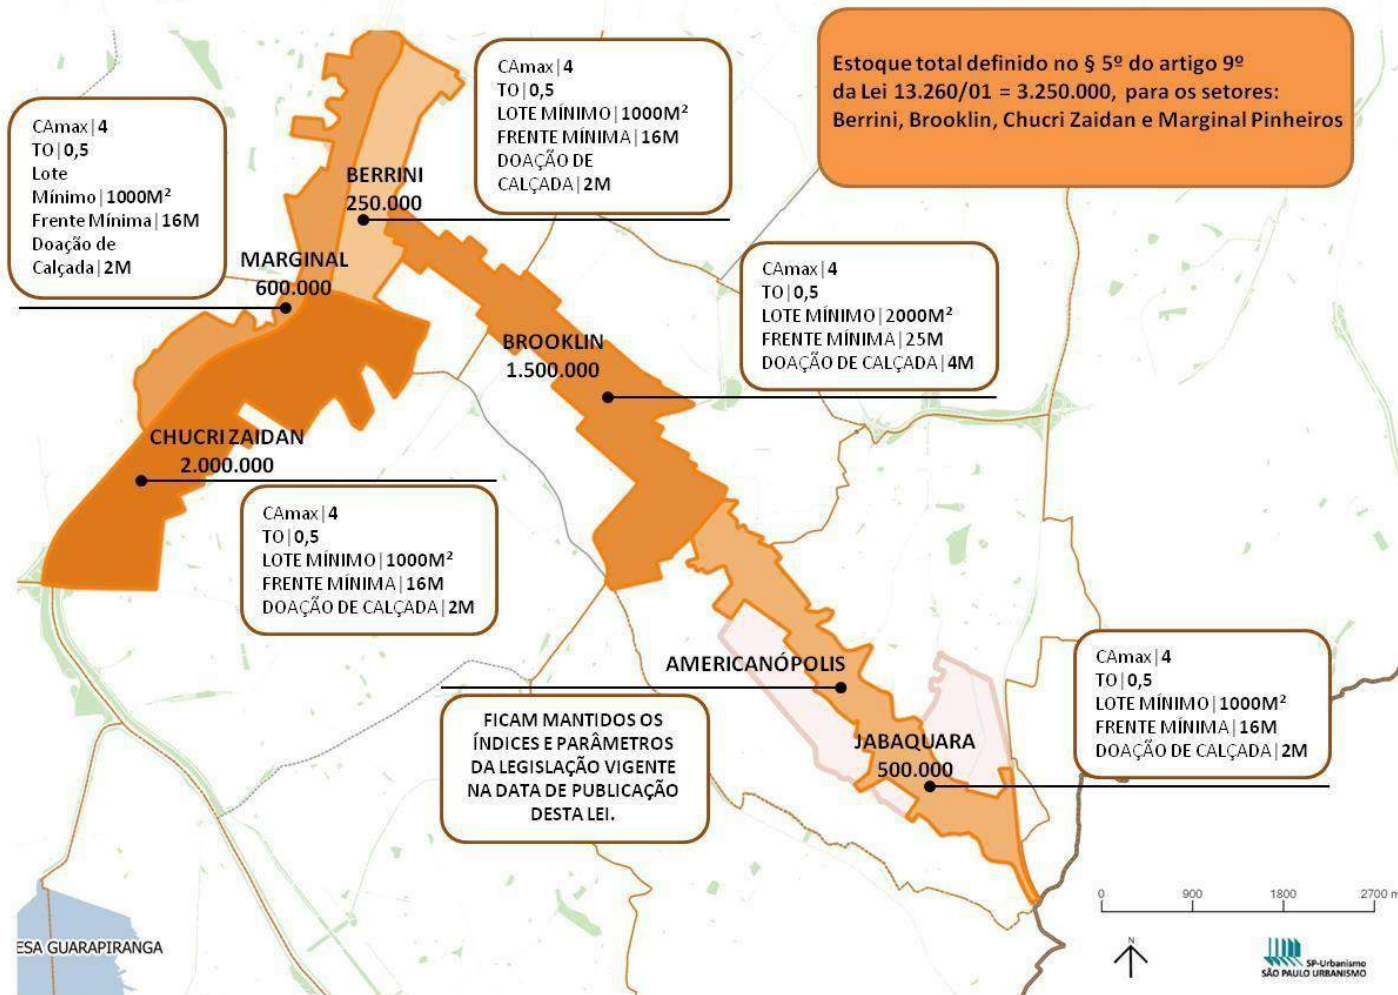 Estoque total definido no § 5º do artigo 9º
da Lei 13.260/01 = 3.250.000, para os setores:
Berrini, Brooklin, Chucri Zaidan e Marginal Pinheiros
CAmax|4
TO|0,5
LOTE MÍNIMO|1000M²
FRENTE MÍNIMA|16M
DOAÇÃO DE
CALÇADA|2M
CAmax|4
TO|0,5
Lote
Mínimo|1000M²
Frente Mínima|16M
Doação de
Calçada|2M
BERRINI
250.000
MARGINAL
600.000
CAmax|4
TO|0,5
LOTE MÍNIMO|2000M²
FRENTE MÍNIMA|25M
DOAÇÃO DE CALÇADA|4M
BROOKLIN
1.500.000
CHUCRI ZAIDAN
2.000.000
CAmax|4
TO|0,5
LOTE MÍNIMO|1000M²
FRENTE MÍNIMA|16M
DOAÇÃO DE CALÇADA|2M
AMERICANÓPOLIS
FICAM MANTIDOS OS
ÍNDICES E PARÂMETROS
DA LEGISLAÇÃO VIGENTE
NA DATA DE PUBLICAÇÃO
DESTA LEI.
JABAQUARA
500.000
CAmax|4
TO|0,5
LOTE MÍNIMO|1000M²
FRENTE MÍNIMA|16M
DOAÇÃO DE CALÇADA|2M
0 900 1800 2700 m
N
SP-Urbanismo
SÃO PAULO URBANISMO
ESA GUARAPIRANGA